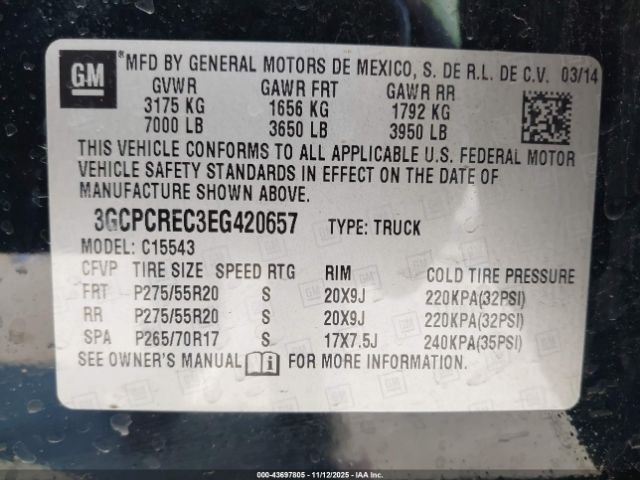 GM MFD BY GENERAL MOTORS DE MEXICO, S. DE R.L. DE C.V. 03/14
GVWR GAWR FRT GAWR RR
3175 KG 1656 KG 1792 KG
7000 LB 3650 LB 3950 LB
THIS VEHICLE CONFORMS TO ALL APPLICABLE U.S. FEDERAL MOTOR
VEHICLE SAFETY STANDARDS IN EFFECT ON THE DATE OF
MANUFACTURE SHOWN ABOVE.
3GCPCREC3EG420657 TYPE: TRUCK
MODEL: C15543
CFVP TIRE SIZE SPEED RTG RIM COLD TIRE PRESSURE
FRT P275/55R20 S 20X9J 220KPA(32PSI)
RR P275/55R20 S 20X9J 220KPA(32PSI)
SPA P265/70R17 S 17X7.5J 240KPA(35PSI)
SEE OWNER'S MANUAL FOR MORE INFORMATION.
000-43697805 - 11/12/2025 - IAAI.com